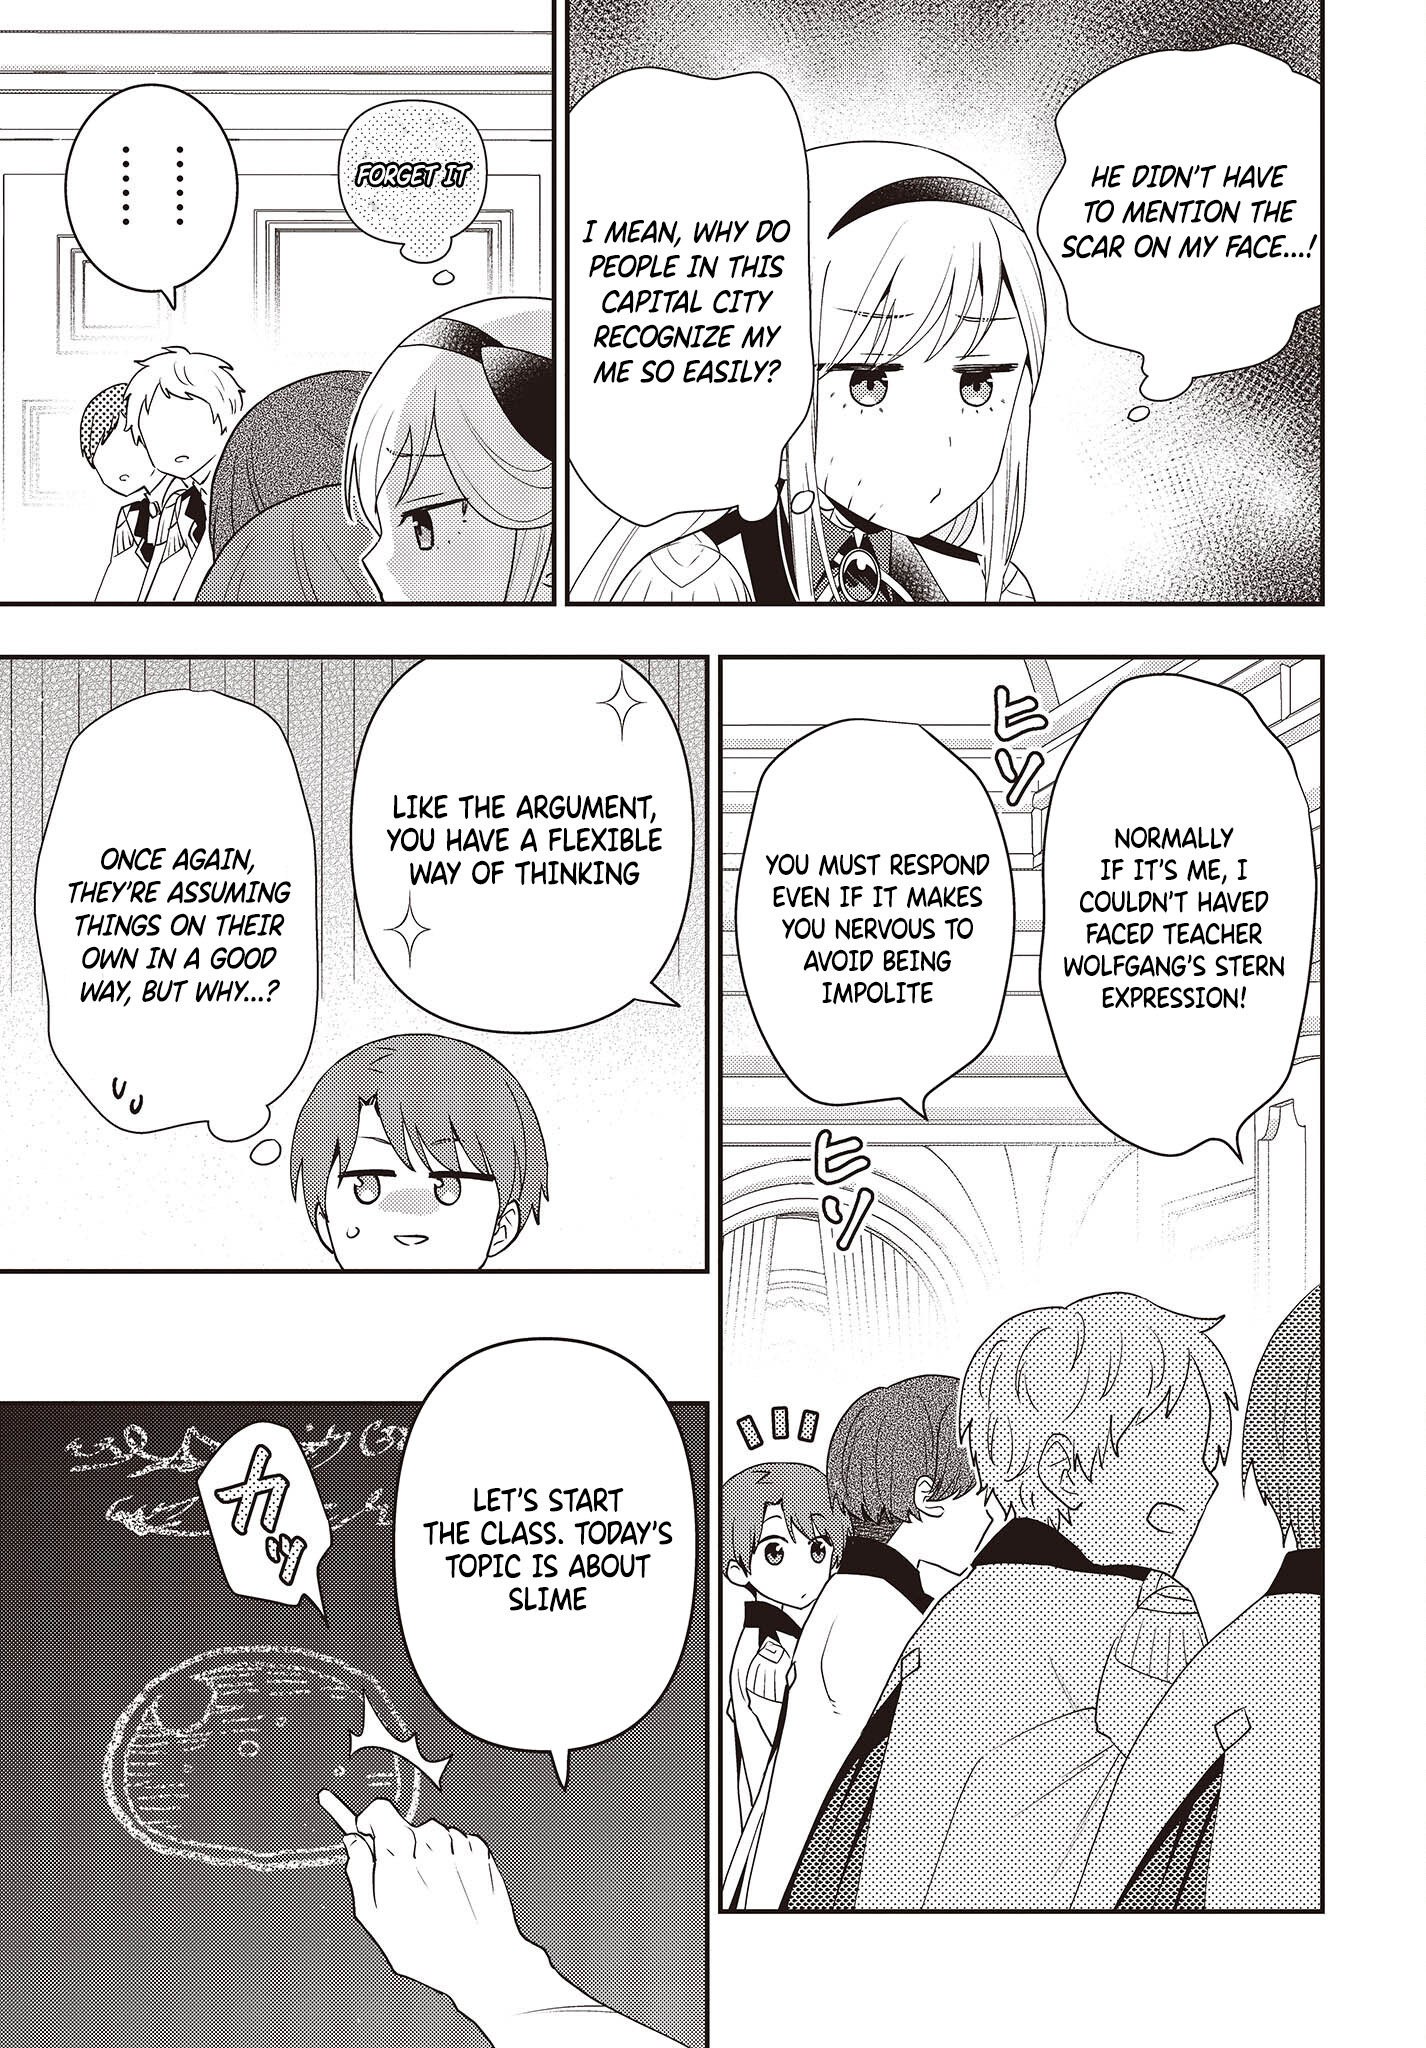 HE DIDN'T HAVE
TO MENTION THE
SCAR ON MY FACE...!
I MEAN, WHY DO
PEOPLE IN THIS
CAPITAL CITY
RECOGNIZE MY
ME SO EASILY?
FORGET IT
NORMALLY
IF IT'S ME, I
COULDN'T HAVED
FACED TEACHER
WOLFGANG'S STERN
EXPRESSION!
ヒソ
YOU MUST RESPOND
EVEN IF IT MAKES
YOU NERVOUS TO
AVOID BEING
IMPOLITE
ヒソ
LIKE THE ARGUMENT,
YOU HAVE A FLEXIBLE
WAY OF THINKING
ONCE AGAIN,
THEY'RE ASSUMING
THINGS ON THEIR
OWN IN A GOOD
WAY, BUT WHY...?
LET'S START
THE CLASS. TODAY'S
TOPIC IS ABOUT
SLIME
カッ